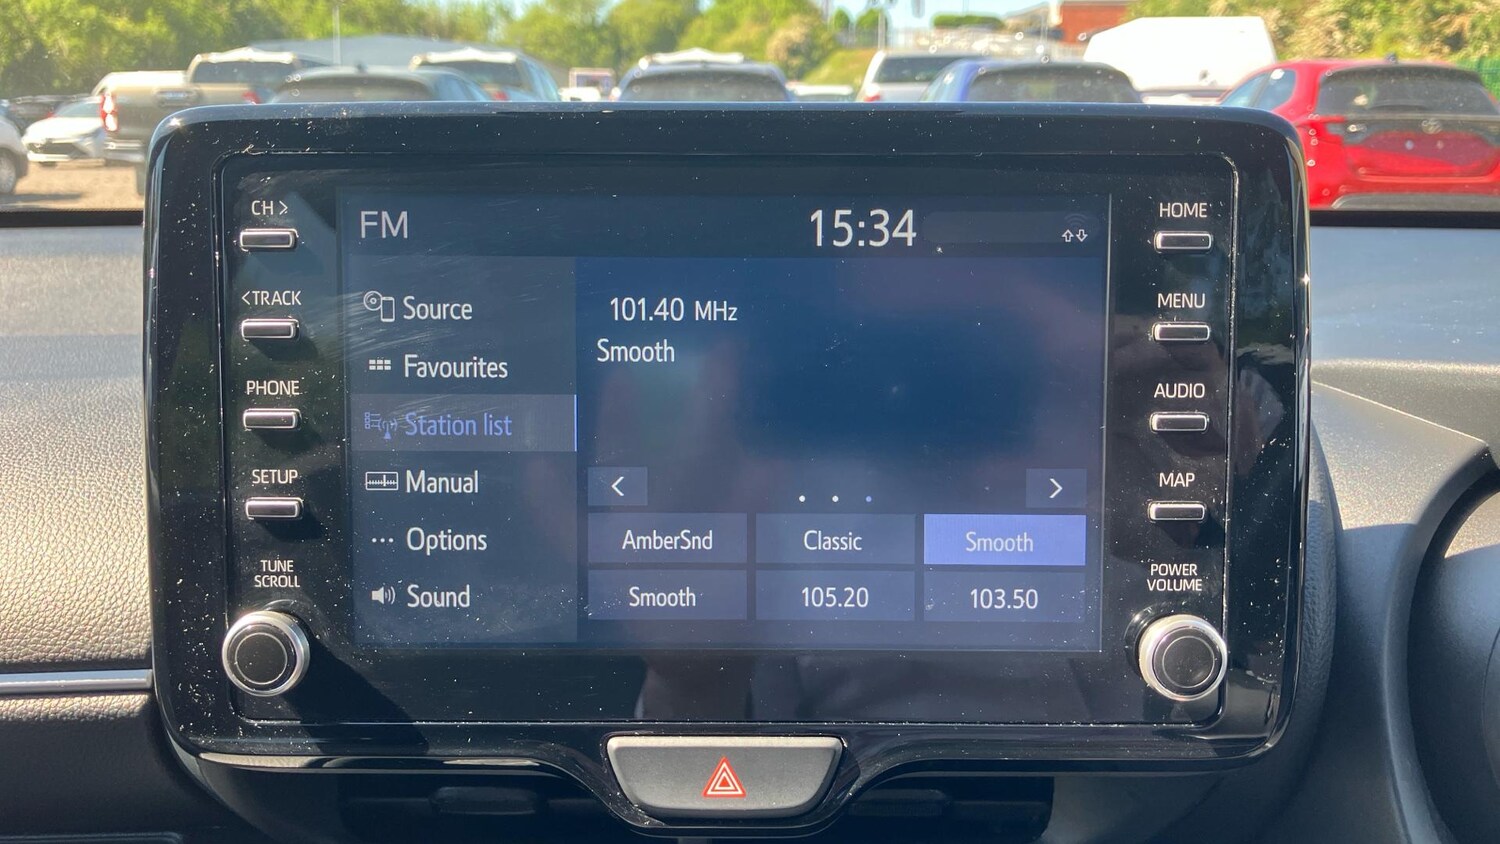 CH >
<TRACK
PHONE
SETUP
TUNE
SCROLL
FM
15:34
Source
Favourites
Station list
Manual
Options
Sound
101.40 MHz
Smooth
<
>
AmberSnd
Classic
Smooth
Smooth
105.20
103.50
HOME
MENU
AUDIO
MAP
POWER
VOLUME